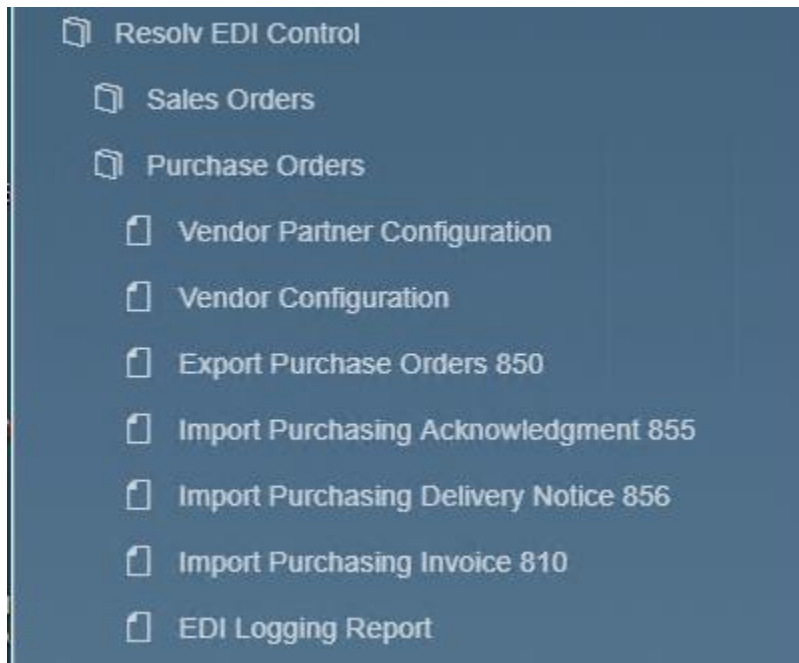 Resolv EDI Control
Sales Orders
Purchase Orders
Vendor Partner Configuration
Vendor Configuration
Export Purchase Orders 850
Import Purchasing Acknowledgment 855
Import Purchasing Delivery Notice 856
Import Purchasing Invoice 810
EDI Logging Report